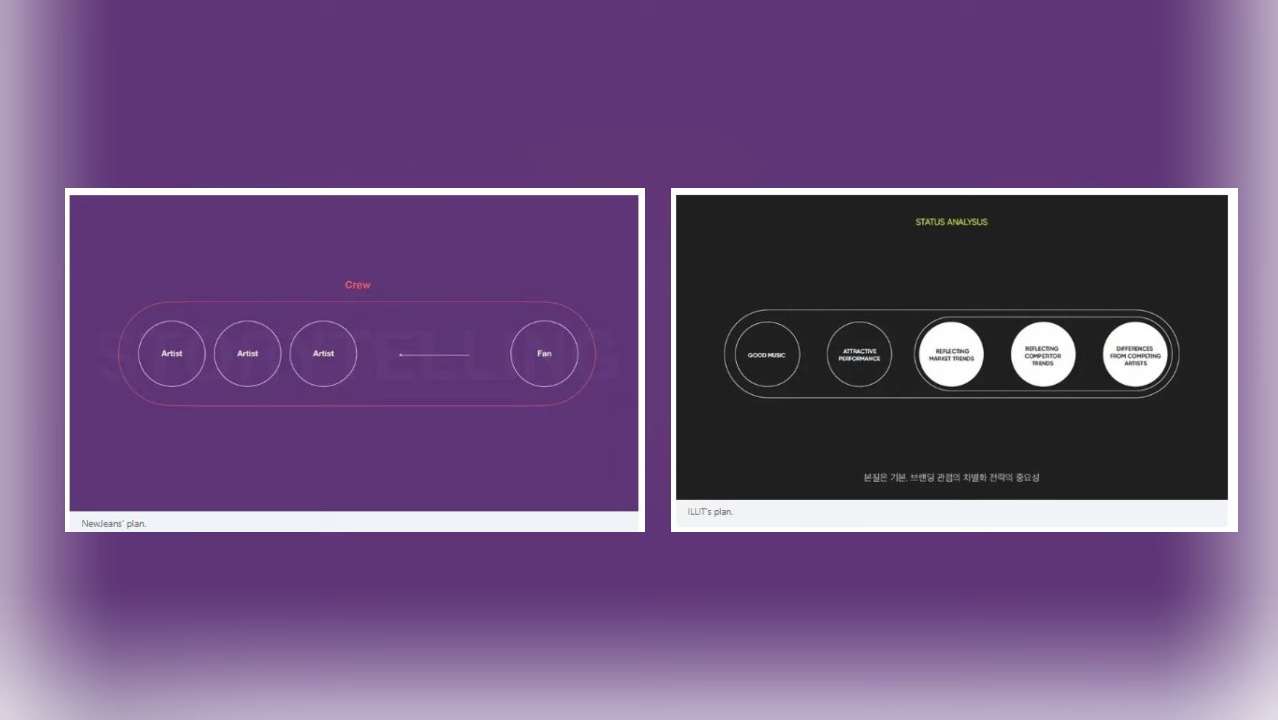 Crew
STORYTELLING
Artist
Artist
Artist
Fan
NewJeans' plan.
STATUS ANALYSUS
GOOD MUSIC
ATTRACTIVE
PERFORMANCE
REFLECTING
MARKET TRENDS
REFLECTING
COMPETITOR
TRENDS
DIFFERENCES
FROM COMPETING
ARTISTS
본질은 기본, 브랜딩 관점의 차별화 전략의 중요성
ILLIT's plan.